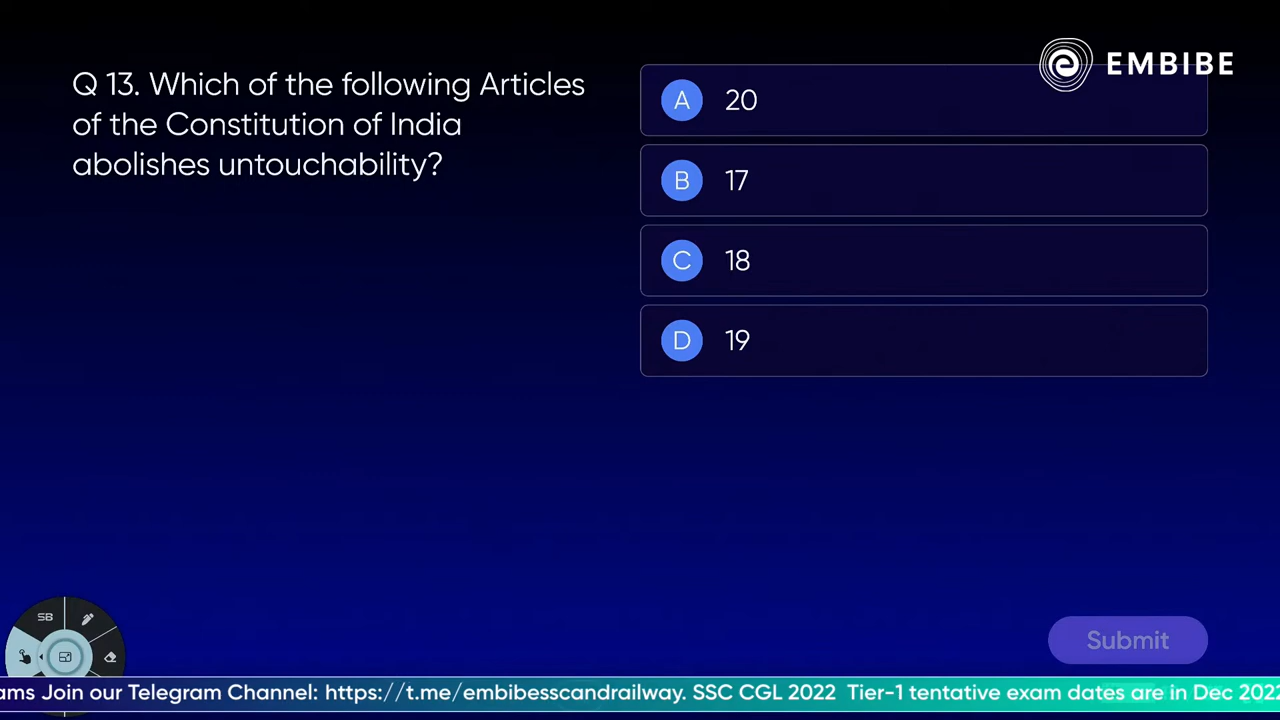 EMBIBE
Q 13. Which of the following Articles
of the Constitution of India
abolishes untouchability?
A 20
B 17
C 18
D 19
SB
Submit
ams Join our Telegram Channel: https://t.me/embibesscandrailway. SSC CGL 2022 Tier-1 tentative exam dates are in Dec 2022